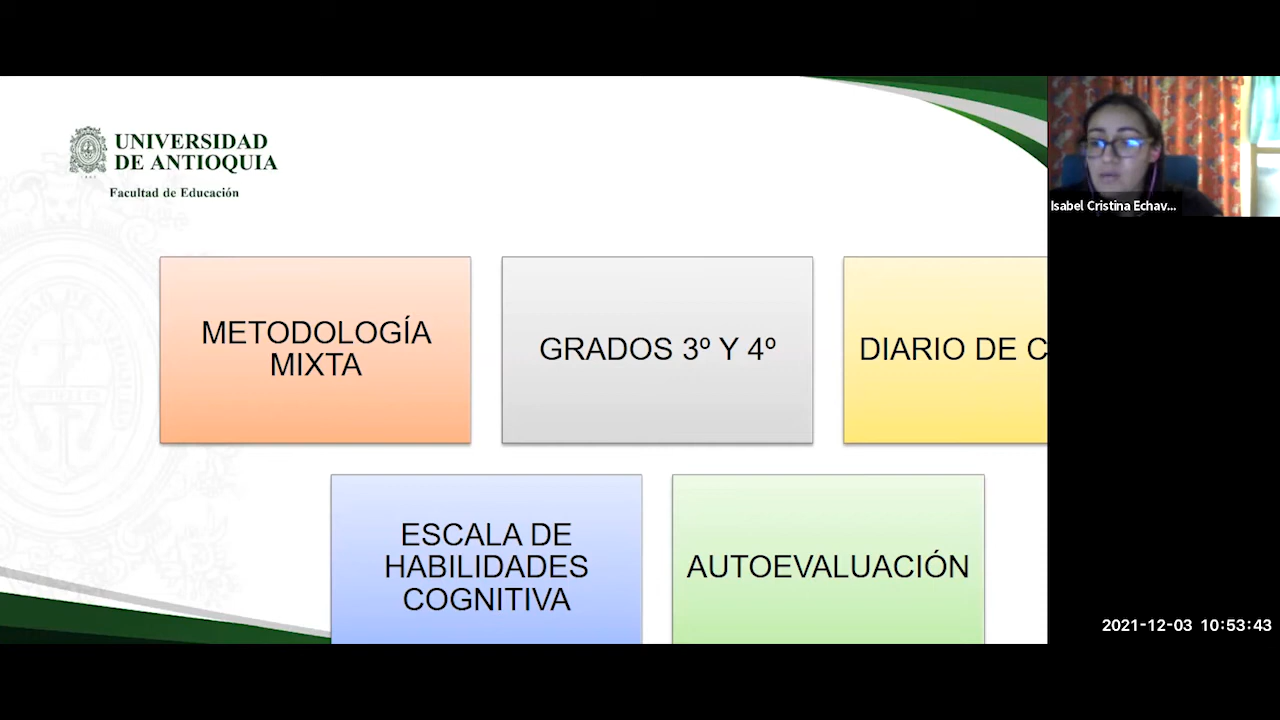 UNIVERSIDAD
DE ANTIOQUIA
Facultad de Educación
Isabel Cristina Echav...
METODOLOGÍA
MIXTA
GRADOS 3º Y 4º
DIARIO DE C
ESCALA DE
HABILIDADES
COGNITIVA
AUTOEVALUACIÓN
2021-12-03 10:53:43